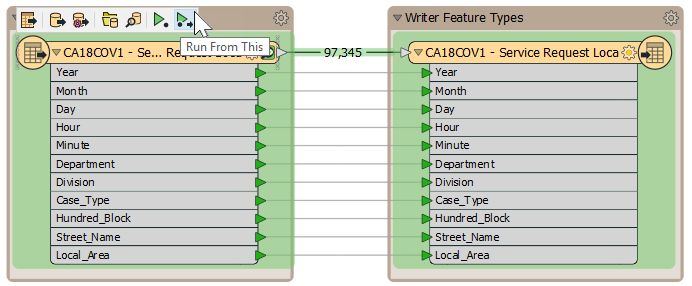 Writer Feature Types
CA18COV1 - Se... Request Loca
Run From This
97,345
CA18COV1 - Service Request Loca
Year
Month
Day
Hour
Minute
Department
Division
Case_Type
Hundred_Block
Street_Name
Local_Area
Year
Month
Day
Hour
Minute
Department
Division
Case_Type
Hundred_Block
Street_Name
Local_Area